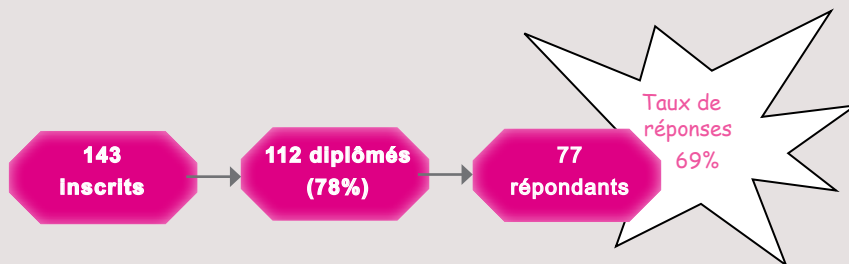 143
inscrits
112 diplômés
(78%)
77
répondants
Taux de
réponses
69%